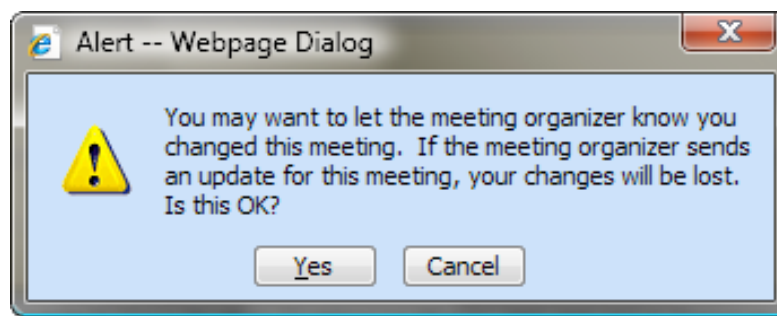 Alert -- Webpage Dialog
You may want to let the meeting organizer know you
changed this meeting.  If the meeting organizer sends
an update for this meeting, your changes will be lost.
Is this OK?
Yes Cancel